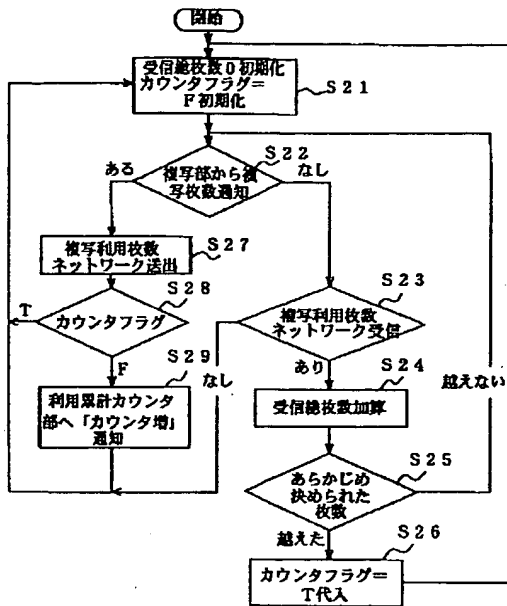 開始
受信総枚数0初期化
カウンタフラグ=
F初期化
S21
S22
ある
複写部から複
写枚数通知
なし
S27
複写利用枚数
ネットワーク送出
S28
T
カウンタフラグ
F
S23
複写利用枚数
ネットワーク受信
なし
あり
S29
利用累計カウンタ
部へ「カウンタ増」
通知
S24
受信総枚数加算
越えない
S25
あらかじめ
決められた
枚数
越えた
S26
カウンタフラグ=
T代入